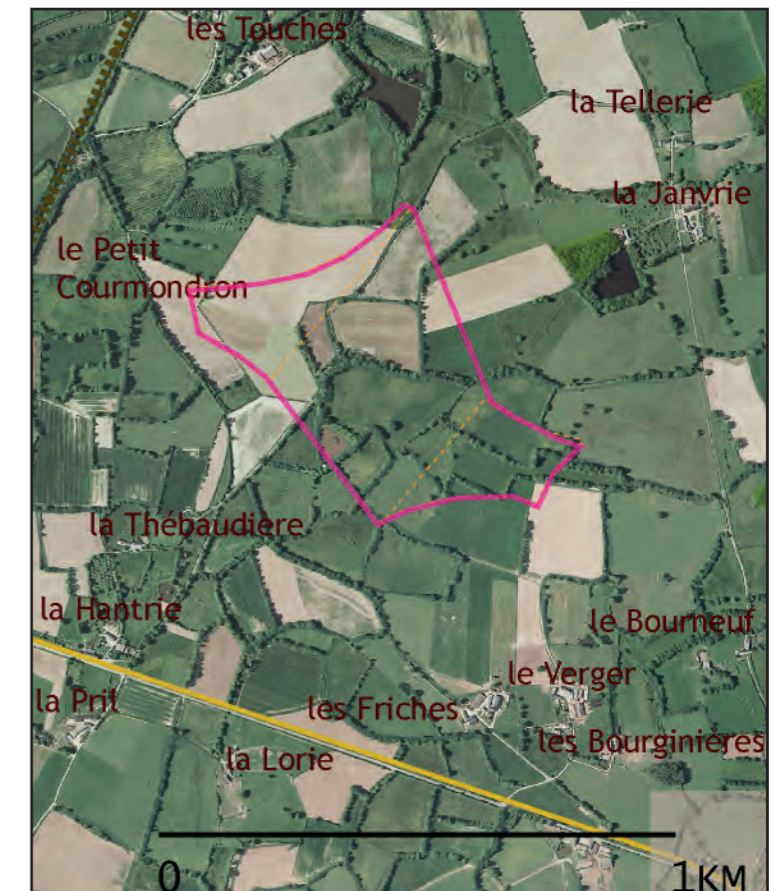 les Touches
la Tellerie
la Janvrie
le Petit
Courmondron
la Thébaudière
la Hantrie
le Bourneuf
le Verger
la Pril
les Friches
les Bourginières
la Lorie
0
1KM